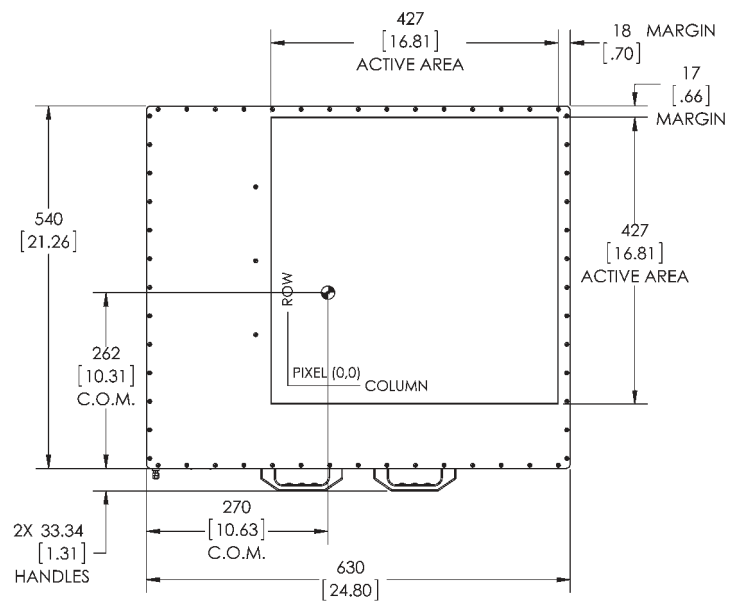 427
[16.81]
ACTIVE AREA
18 MARGIN
[.70]
17
[.66]
MARGIN
540
[21.26]
427
[16.81]
ACTIVE AREA
ROW
262
[10.31]
C.O.M.
PIXEL (0,0)
COLUMN
270
[10.63]
C.O.M.
2X 33.34
[1.31]
HANDLES
630
[24.80]